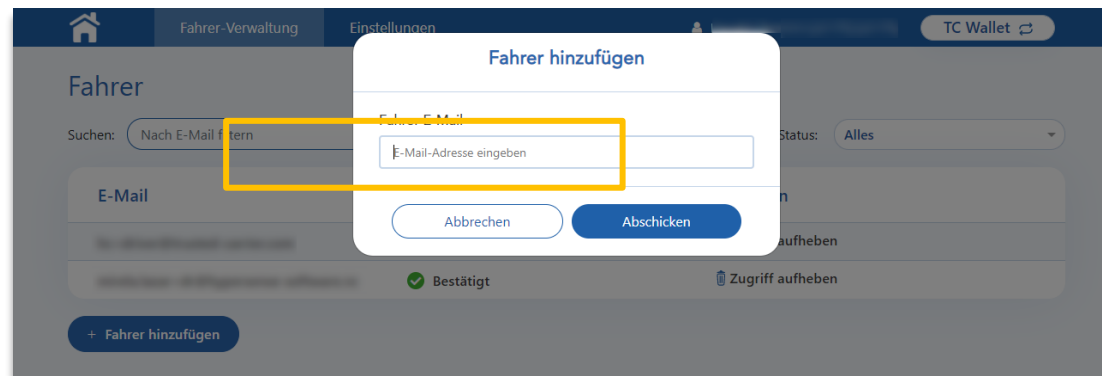 Fahrer-Verwaltung Einstellungen TC Wallet
Fahrer hinzufügen
Fahrer
Fahrer E-Mail
Suchen: Nach E-Mail filtern Status: Alles
E-Mail-Adresse eingeben
E-Mail n
Abbrechen Abschicken
aufheben
Bestätigt Zugriff aufheben
+ Fahrer hinzufügen